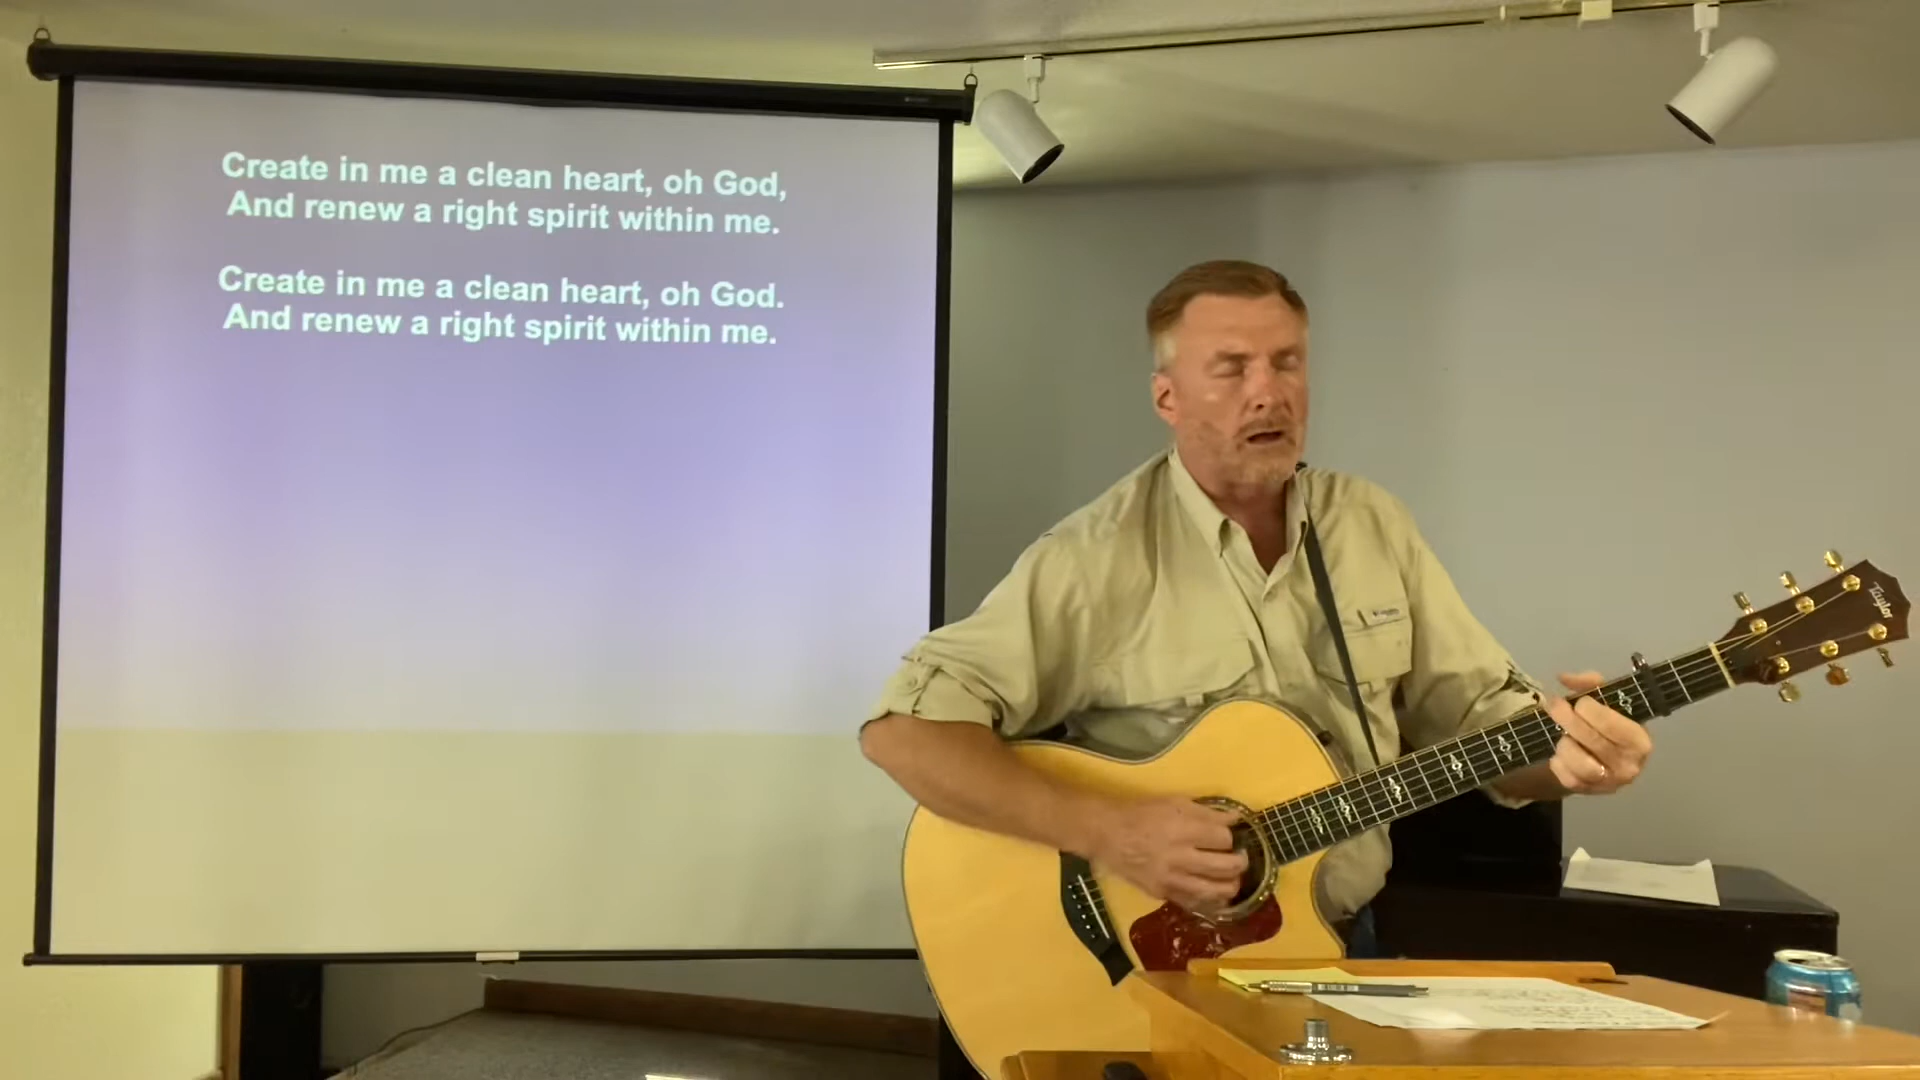 Create in me a clean heart, oh God,
And renew a right spirit within me.
Create in me a clean heart, oh God.
And renew a right spirit within me.
Taylor